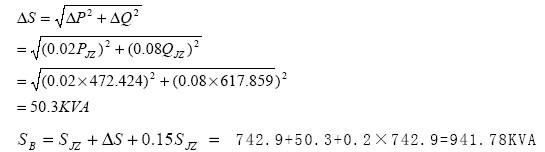 ΔS = √(ΔP² + ΔQ²)
= √((0.02P_JZ)² + (0.08Q_JZ)²)
= √((0.02×472.424)² + (0.08×617.859)²)
= 50.3KVA
S_B = S_JZ + ΔS + 0.15S_JZ = 742.9+50.3+0.2×742.9=941.78KVA